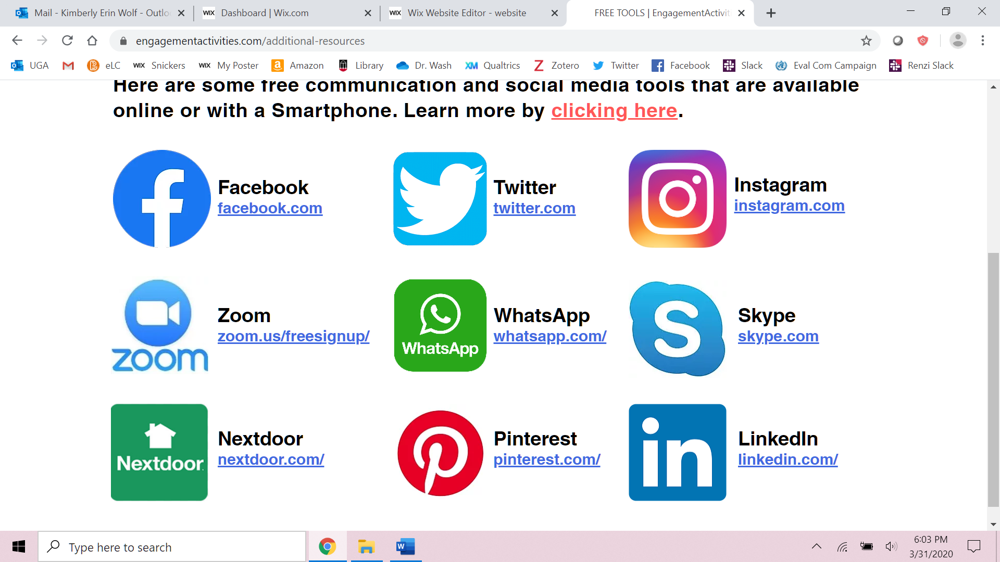 Mail - Kimberly Erin Wolf - Outlo
WIX Dashboard | Wix.com
WIX Wix Website Editor - website
FREE TOOLS | EngagementActivit
engagementactivities.com/additional-resources
UGA eLC WIX Snickers WIX My Poster Amazon Library Dr. Wash XM Qualtrics Z Zotero Twitter Facebook Slack Eval Com Campaign Renzi Slack
Here are some free communication and social media tools that are available
online or with a Smartphone. Learn more by clicking here.
Facebook
facebook.com
Twitter
twitter.com
Instagram
instagram.com
zoom
Zoom
zoom.us/freesignup/
WhatsApp
WhatsApp
whatsapp.com/
S
Skype
skype.com
Nextdoor
Nextdoor
nextdoor.com/
Pinterest
pinterest.com/
in
LinkedIn
linkedin.com/
Type here to search
W
6:03 PM
3/31/2020